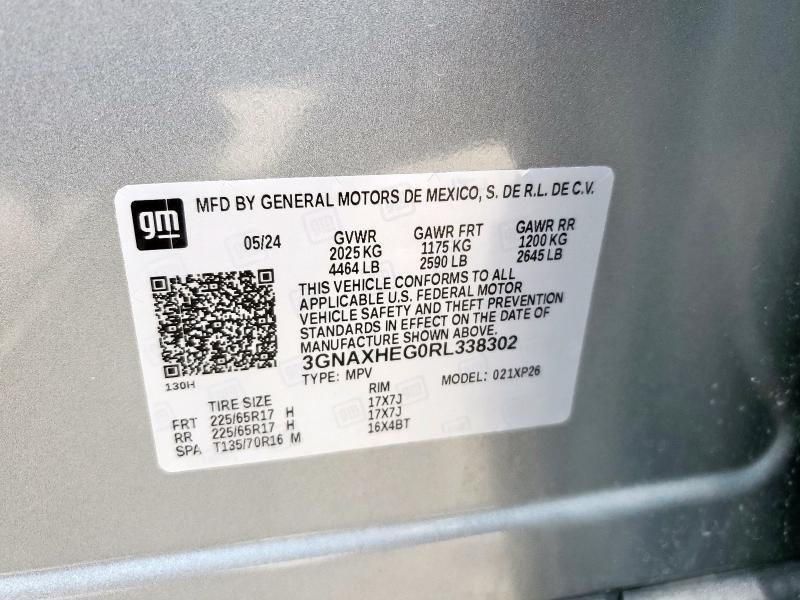 gm
MFD BY GENERAL MOTORS DE MEXICO, S. DE R.L. DE C.V.
05/24 GVWR GAWR FRT GAWR RR
2025 KG 1175 KG 1200 KG
4464 LB 2590 LB 2645 LB
THIS VEHICLE CONFORMS TO ALL
APPLICABLE U.S. FEDERAL MOTOR
VEHICLE SAFETY AND THEFT PREVENTION
STANDARDS IN EFFECT ON THE DATE OF
MANUFACTURE SHOWN ABOVE.
3GNAXHEG0RL338302
130H TYPE: MPV MODEL: 021XP26
TIRE SIZE RIM
FRT 225/65R17 H 17X7J
RR 225/65R17 H 17X7J
SPA T135/70R16 M 16X4BT